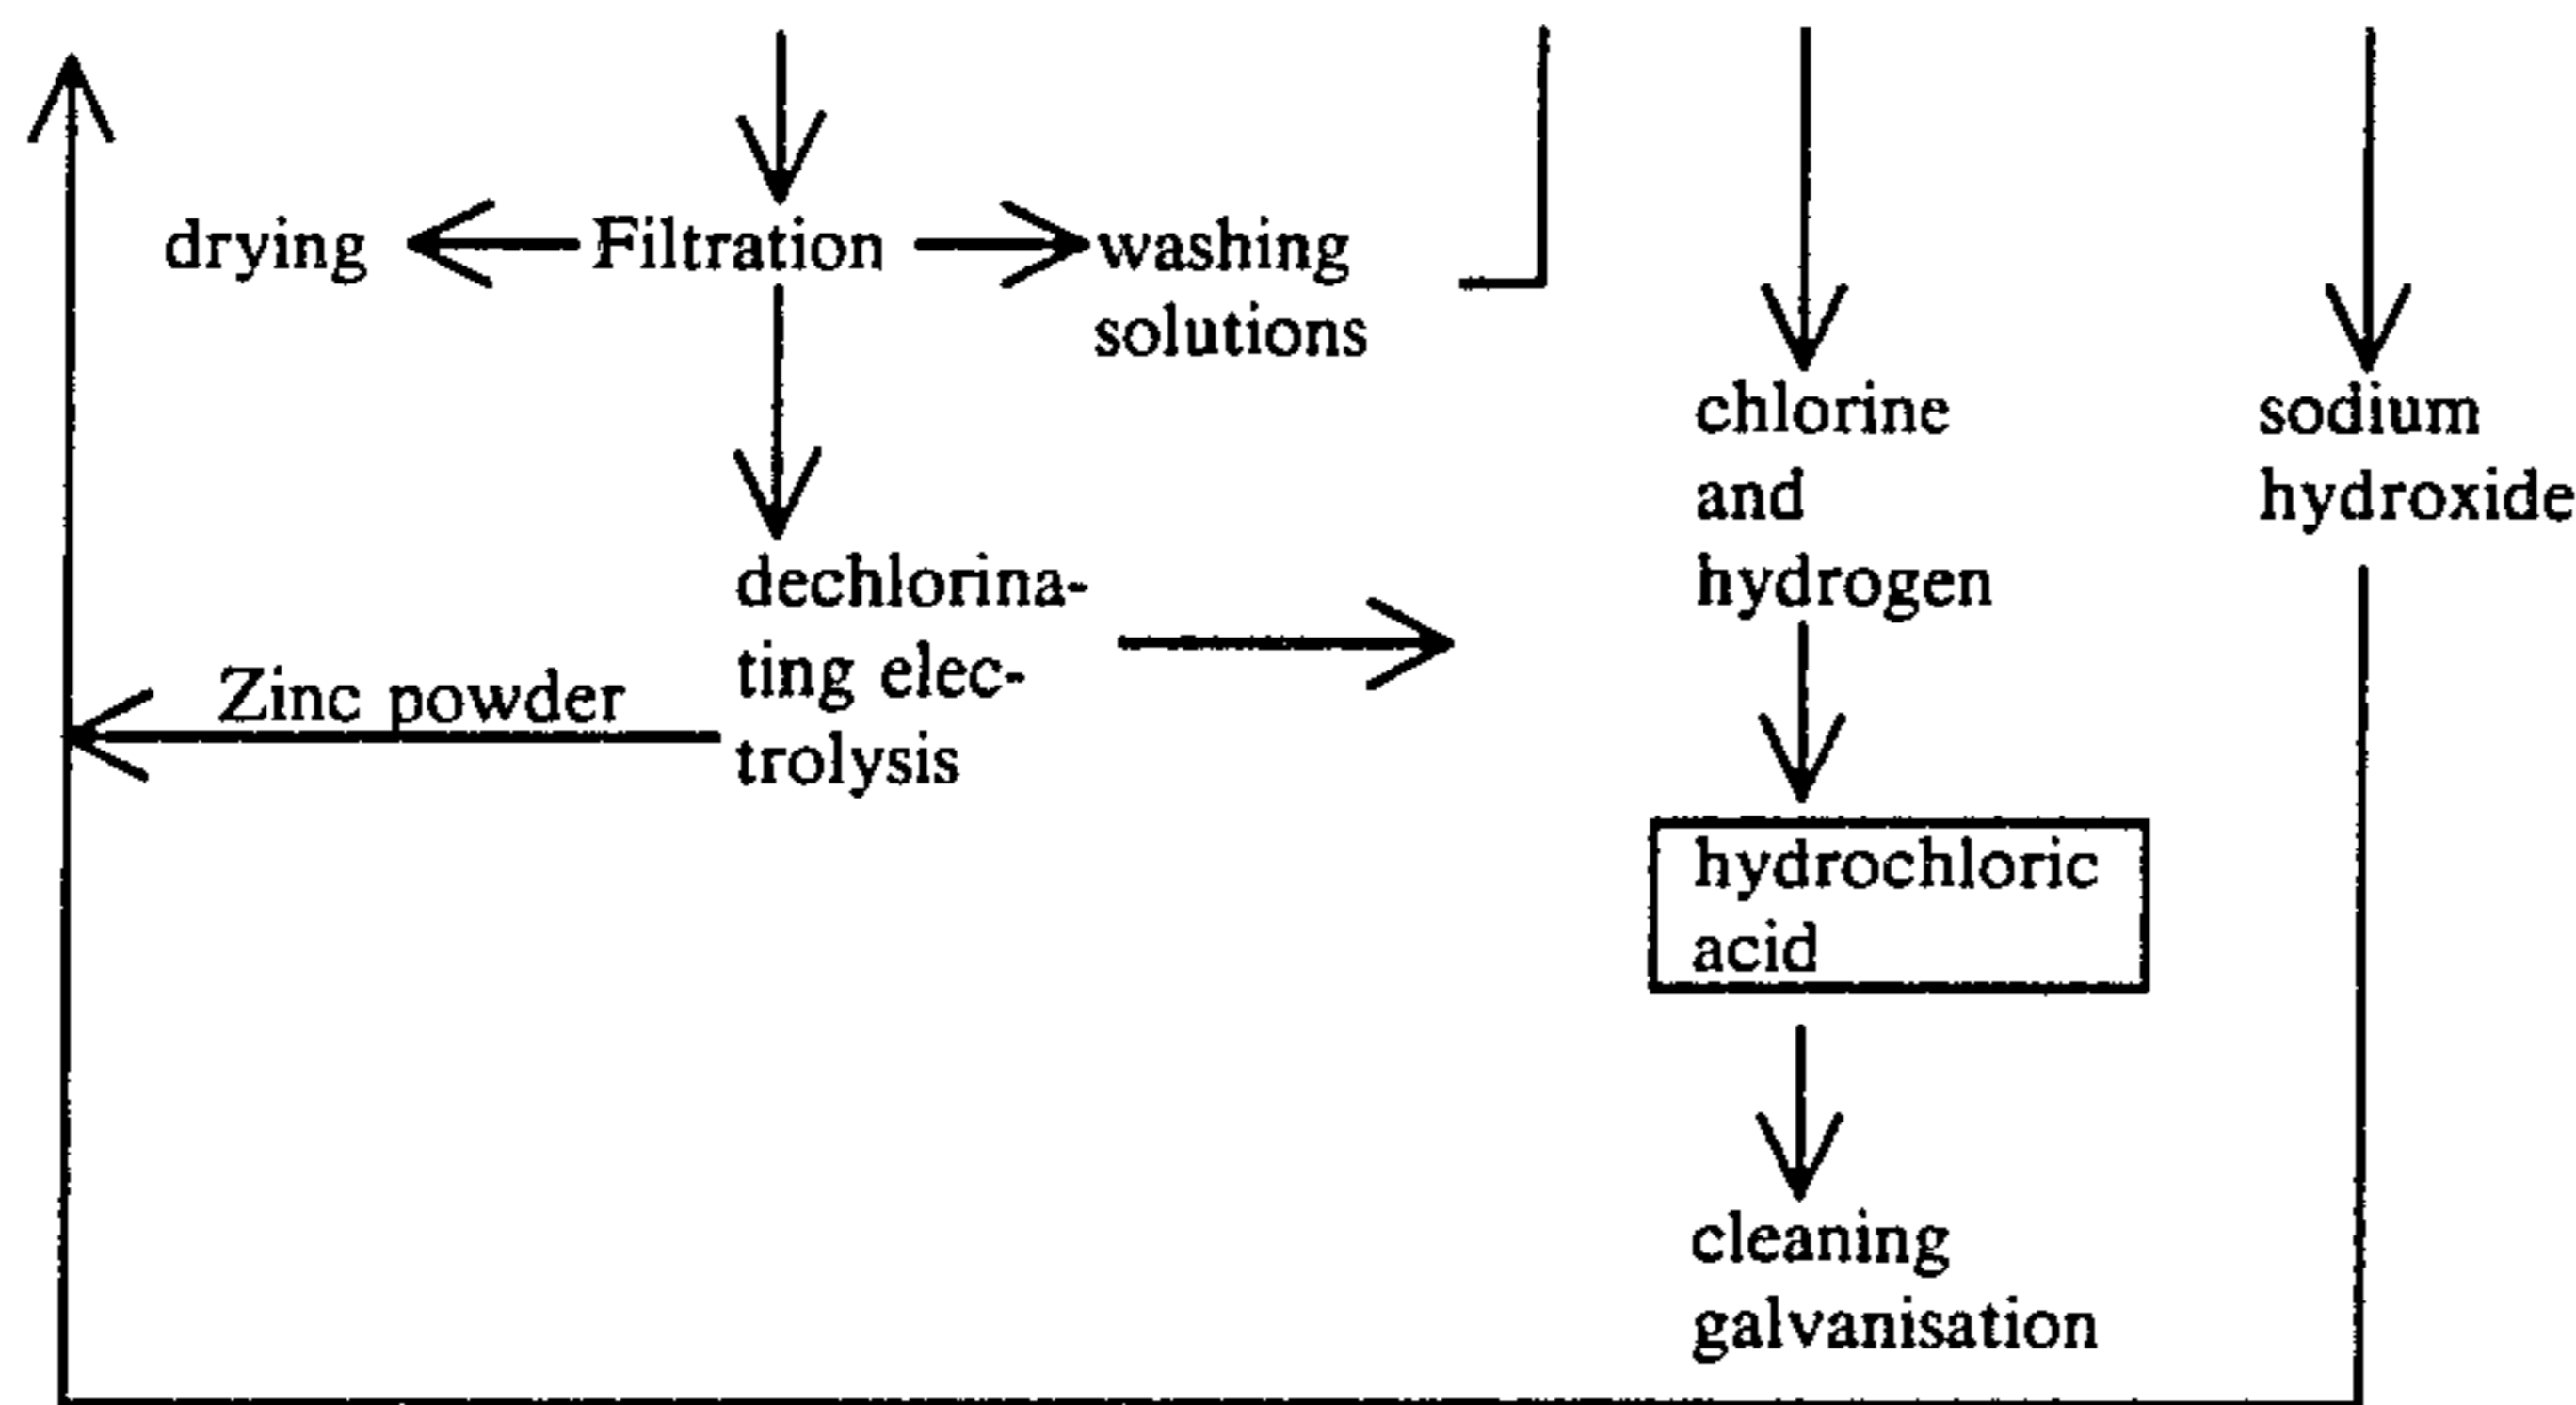 drying
Filtration
washing
solutions
chlorine
and
hydrogen
sodium
hydroxide
dechlorina-
ting elec-
trolysis
Zinc powder
hydrochloric
acid
cleaning
galvanisation